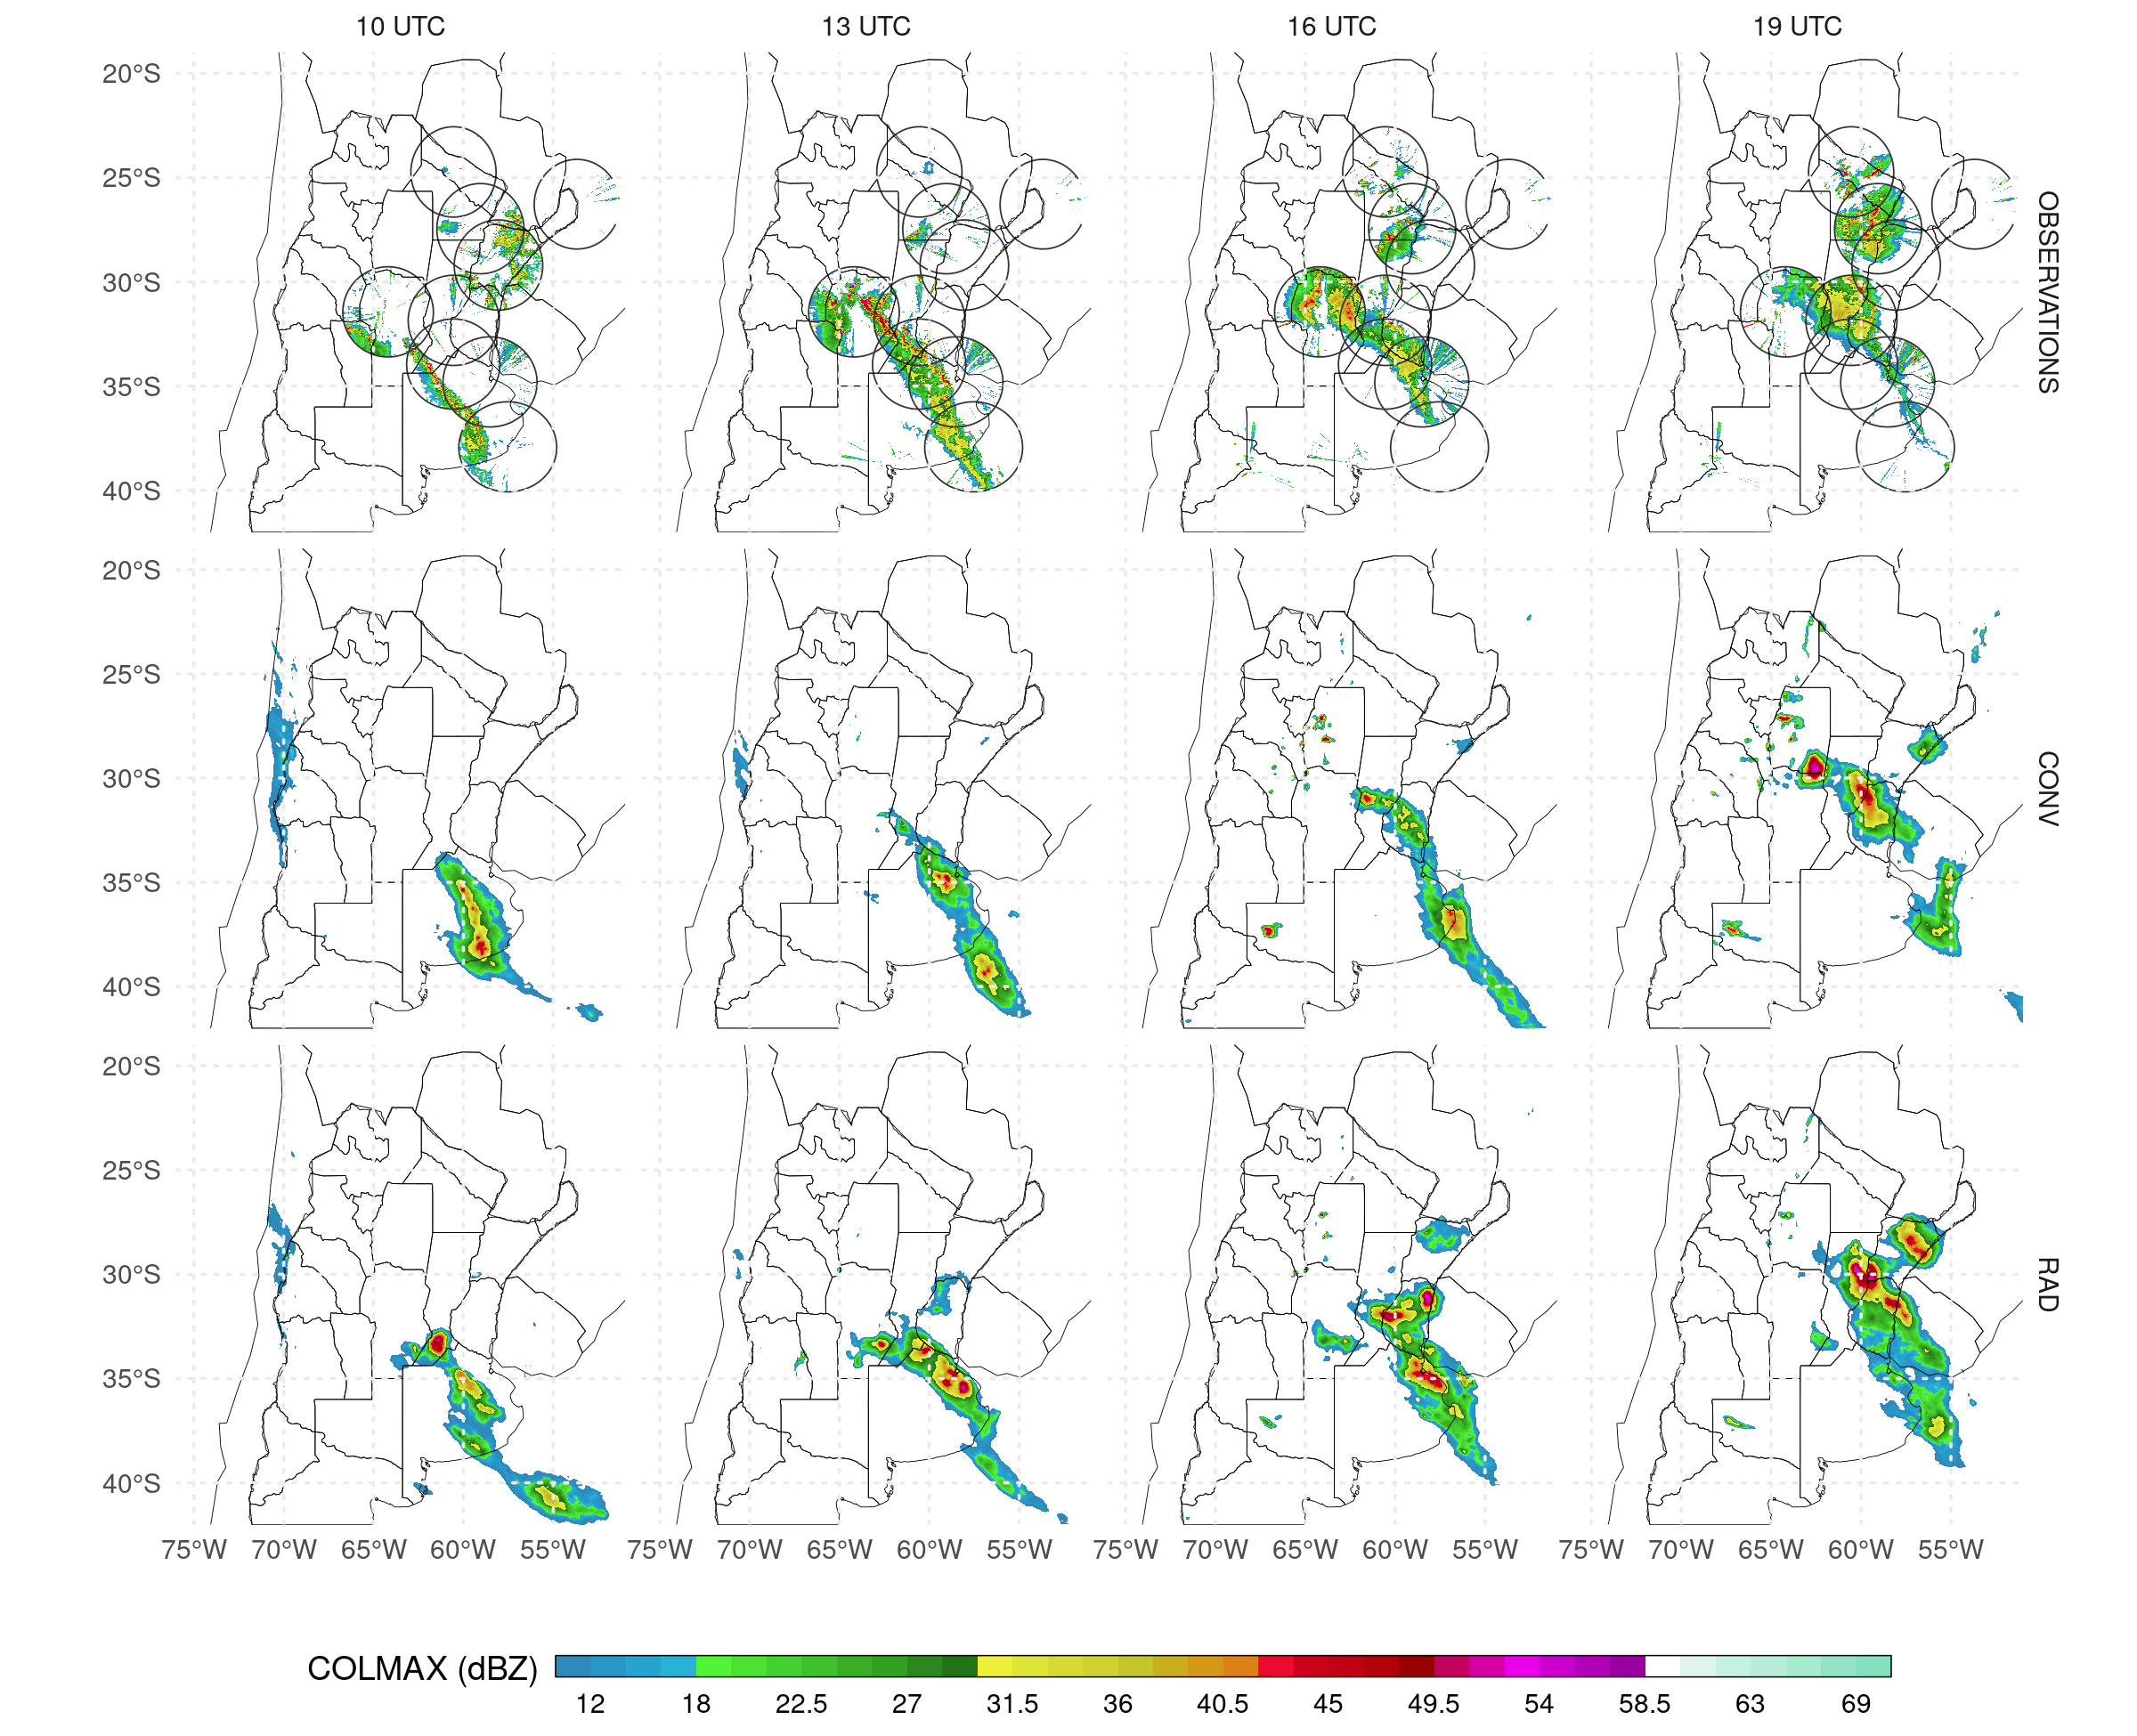 10 UTC 13 UTC 16 UTC 19 UTC
20°S
25°S
30°S
35°S
40°S
OBSERVATIONS
20°S
25°S
30°S
35°S
40°S
CONV
20°S
25°S
30°S
35°S
40°S
RAD
75°W 70°W 65°W 60°W 55°W 75°W 70°W 65°W 60°W 55°W 75°W 70°W 65°W 60°W 55°W 75°W 70°W 65°W 60°W 55°W
COLMAX (dBZ)
12 18 22.5 27 31.5 36 40.5 45 49.5 54 58.5 63 69